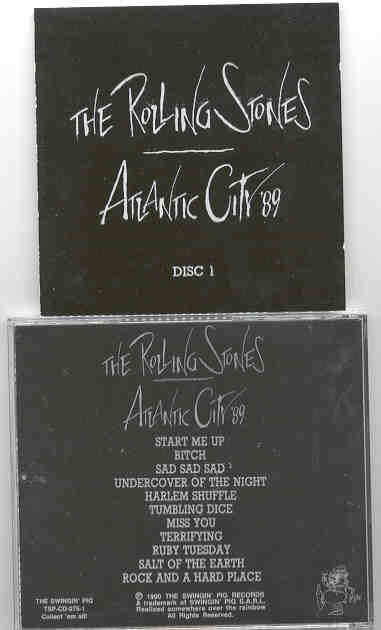 THE ROLLING STONES
ATLANTIC CITY '89
DISC 1
THE ROLLING STONES
ATLANTIC CITY '89
START ME UP
BITCH
SAD SAD SAD
UNDERCOVER OF THE NIGHT
HARLEM SHUFFLE
TUMBLING DICE
MISS YOU
TERRIFYING
RUBY TUESDAY
SALT OF THE EARTH
ROCK AND A HARD PLACE
THE SWINGIN' PIG
TSP-CD-075-1
Collect 'em all!
℗ 1990 THE SWINGIN' PIG RECORDS
A trademark of SWINGIN' PIG S.A.R.L.
Realized somewhere over the rainbow
All Rights Reserved.